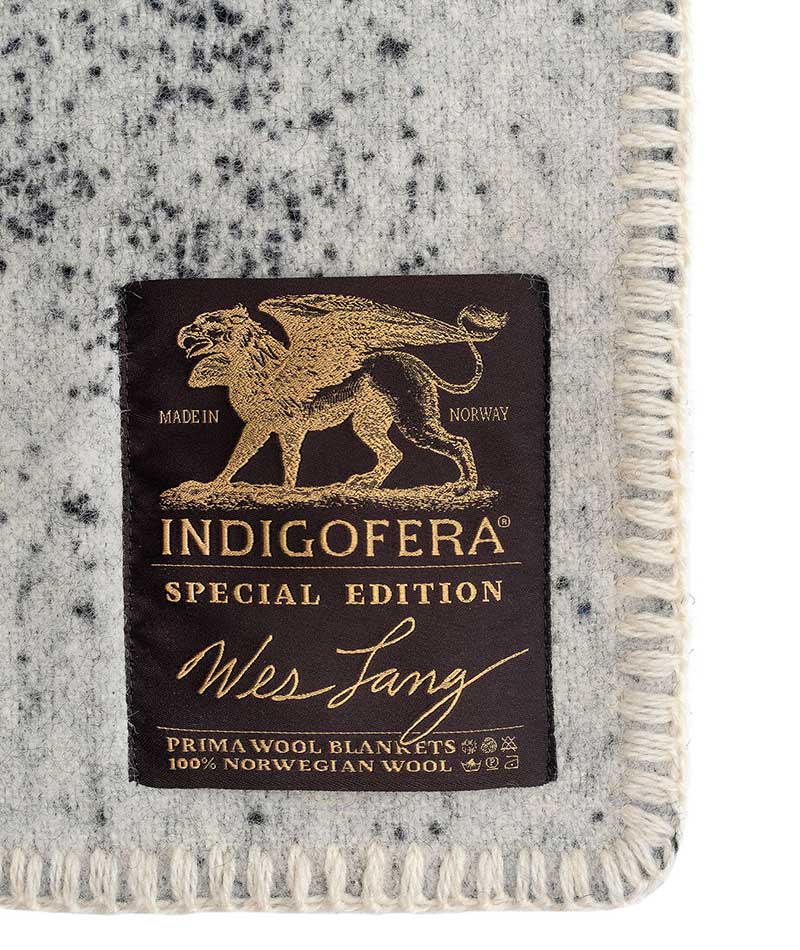 MADE IN NORWAY
INDIGOFERA®
SPECIAL EDITION
Wes Lang
PRIMA WOOL BLANKETS
100% NORWEGIAN WOOL